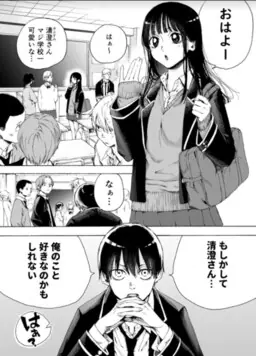 おはよー
はぁ〜
清澄さん
マジ学校一
可愛いな…
なぁ…
もしかして
清澄さん…
俺のこと
好きなのかも
しれない
はぁ?